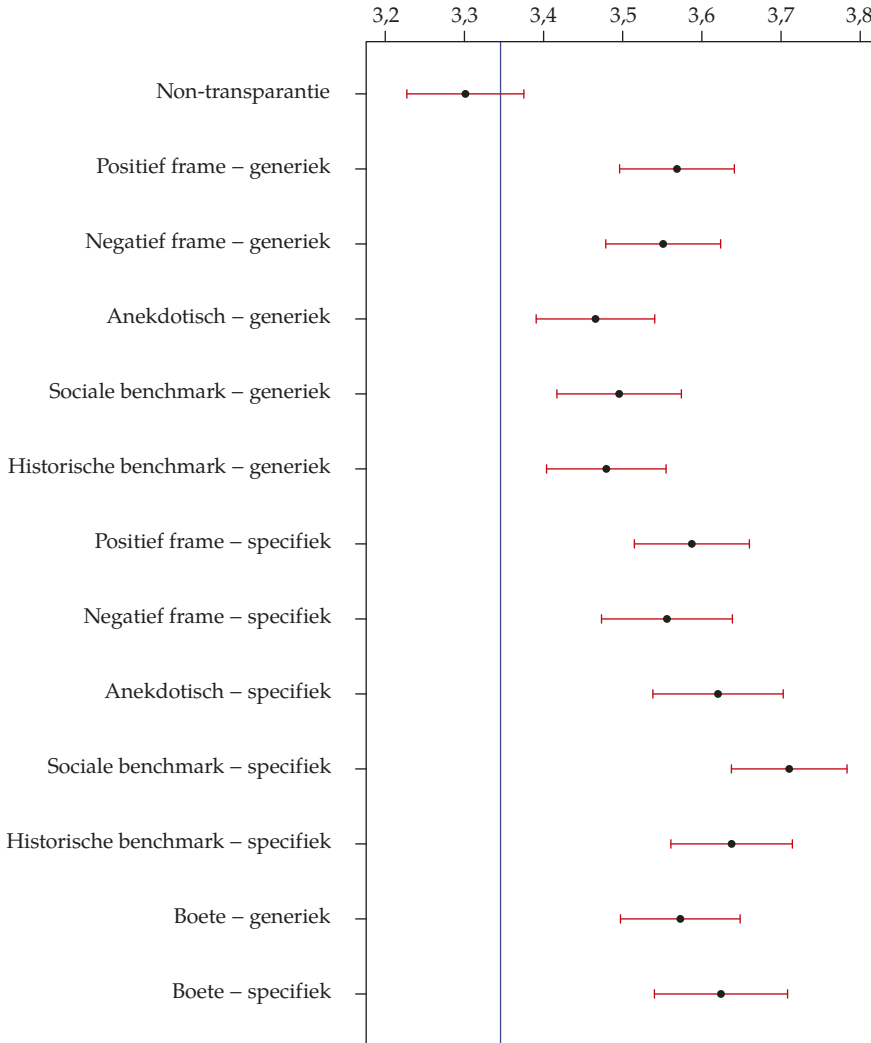 3,2 3,3 3,4 3,5 3,6 3,7 3,8
Non-transparantie
Positief frame – generiek
Negatief frame – generiek
Anekdotisch – generiek
Sociale benchmark – generiek
Historische benchmark – generiek
Positief frame – specifiek
Negatief frame – specifiek
Anekdotisch – specifiek
Sociale benchmark – specifiek
Historische benchmark – specifiek
Boete – generiek
Boete – specifiek